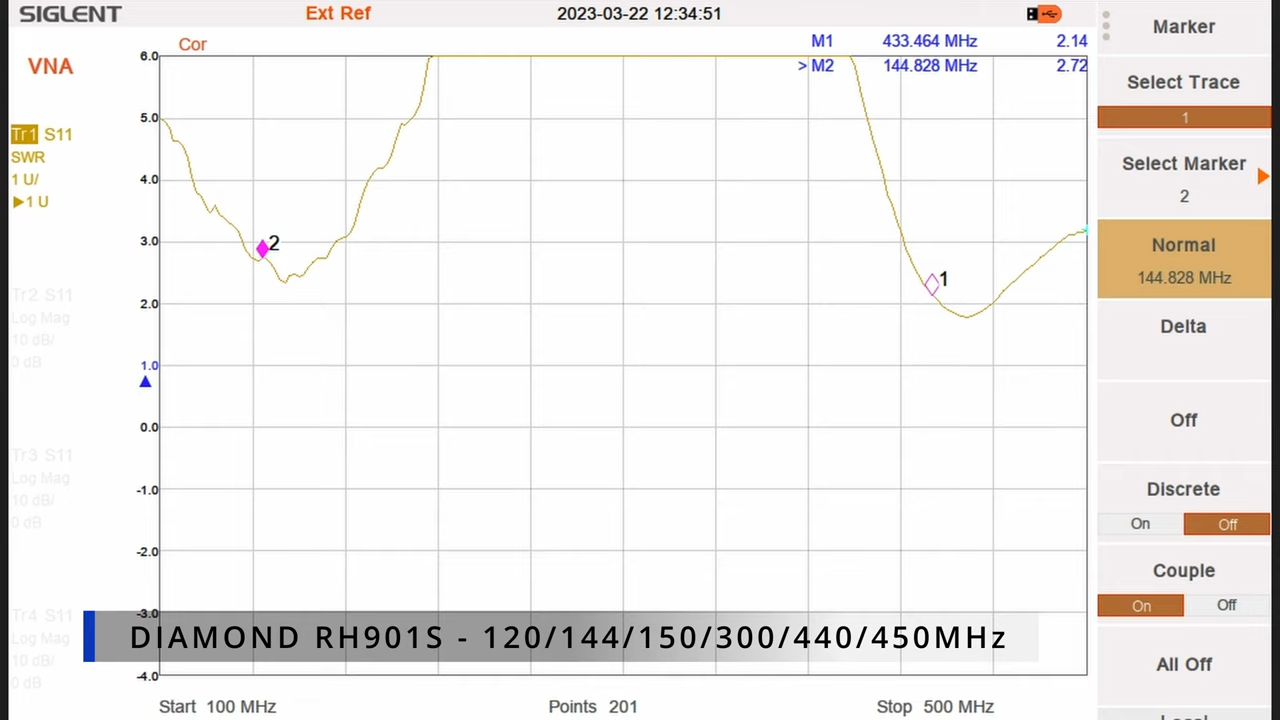 SIGLENT Ext Ref 2023-03-22 12:34:51
VNA
Cor
M1 433.464 MHz 2.14
> M2 144.828 MHz 2.72
Tr1 S11
SWR
1 U/
▶1 U
Tr2 S11
Log Mag
10 dB/
0 dB
Tr3 S11
Log Mag
10 dB/
0 dB
Tr4 S11
Log Mag
10 dB/
0 dB
6.0
5.0
4.0
3.0
2.0
1.0
0.0
-1.0
-2.0
-3.0
-4.0
2
1
DIAMOND RH901S - 120/144/150/300/440/450MHz
Start 100 MHz Points 201 Stop 500 MHz
Marker
Select Trace
1
Select Marker
2
Normal
144.828 MHz
Delta
Off
Discrete
On Off
Couple
On Off
All Off